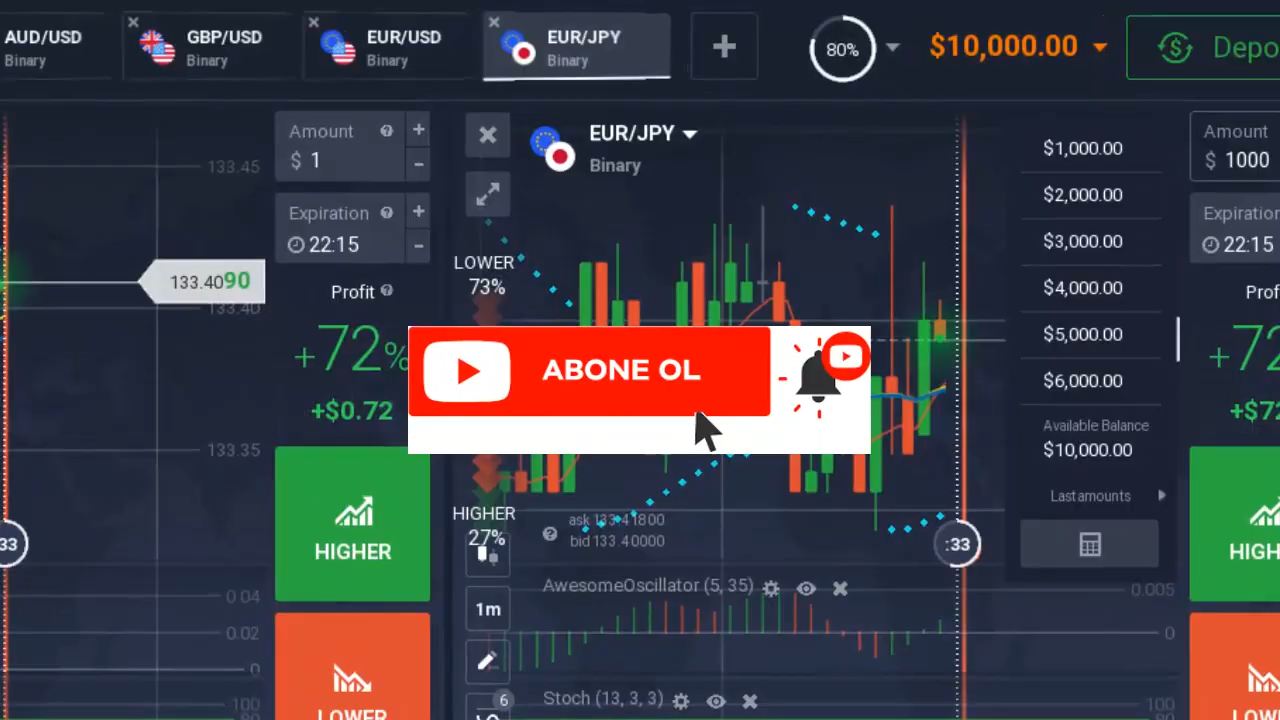 AUD/USD
Binary
GBP/USD
Binary
EUR/USD
Binary
EUR/JPY
Binary
80%
$10,000.00
Depo
133.45
133.4090
133.40
133.35
0.04
0.02
0
100
33
Amount
$ 1
Expiration
22:15
Profit
+72%
+$0.72
HIGHER
LOWER
EUR/JPY
Binary
LOWER
73%
ABONE OL
HIGHER
27%
ask 133.41800
bid 133.40000
:33
AwesomeOscillator (5, 35)
1m
6
Stoch (13, 3, 3)
$1,000.00
$2,000.00
$3,000.00
$4,000.00
$5,000.00
$6,000.00
Available Balance
$10,000.00
Last amounts
0.005
0
100
Amount
$ 1000
Expiration
22:15
Prof
+72
+$72
HIGH
LOW